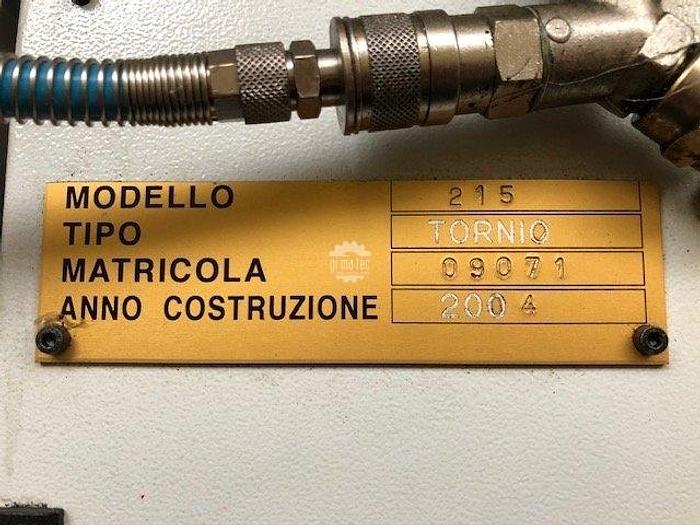 MODELLO 215
TIPO TORNIO
MATRICOLA 09071
ANNO COSTRUZIONE 2004